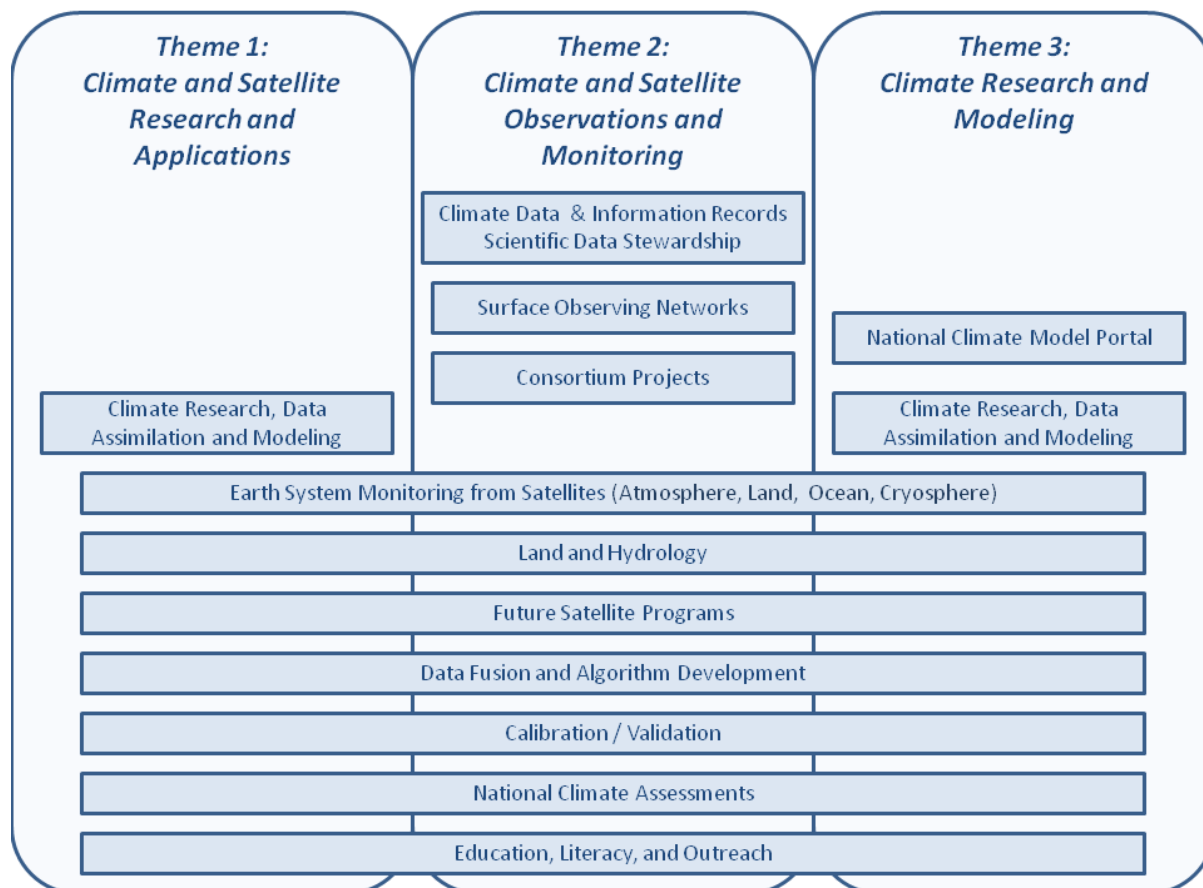 Theme 1:
Climate and Satellite
Research and
Applications
Theme 2:
Climate and Satellite
Observations and
Monitoring
Theme 3:
Climate Research and
Modeling
Climate Data & Information Records
Scientific Data Stewardship
Surface Observing Networks
National Climate Model Portal
Consortium Projects
Climate Research, Data
Assimilation and Modeling
Climate Research, Data
Assimilation and Modeling
Earth System Monitoring from Satellites (Atmosphere, Land, Ocean, Cryosphere)
Land and Hydrology
Future Satellite Programs
Data Fusion and Algorithm Development
Calibration / Validation
National Climate Assessments
Education, Literacy, and Outreach